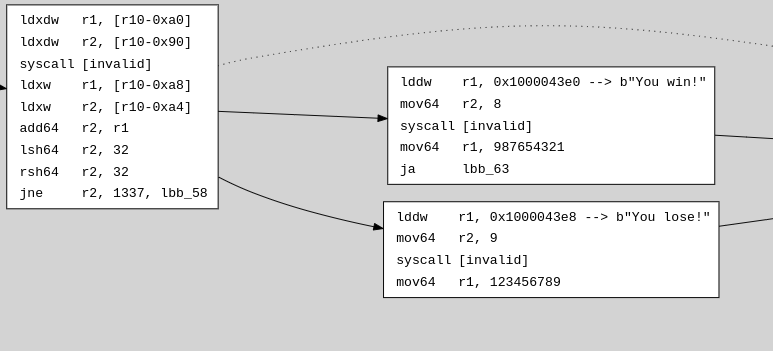 ldxdw r1, [r10-0xa0]
ldxdw r2, [r10-0x90]
syscall [invalid]
ldxw r1, [r10-0xa8]
ldxw r2, [r10-0xa4]
add64 r2, r1
lsh64 r2, 32
rsh64 r2, 32
jne r2, 1337, lbb_58
lddw r1, 0x1000043e0 --> b"You win!"
mov64 r2, 8
syscall [invalid]
mov64 r1, 987654321
ja lbb_63
lddw r1, 0x1000043e8 --> b"You lose!"
mov64 r2, 9
syscall [invalid]
mov64 r1, 123456789